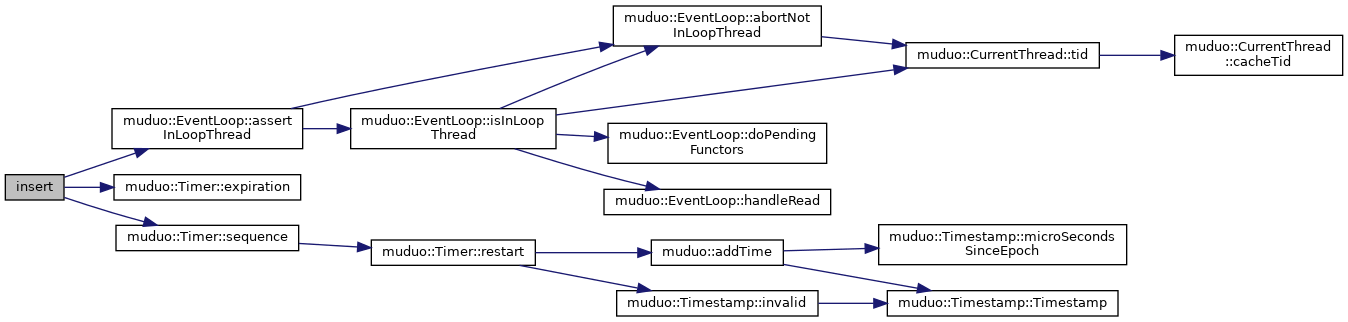 muduo::EventLoop::abortNot
InLoopThread
muduo::CurrentThread::tid
muduo::CurrentThread
::cacheTid
muduo::EventLoop::assert
InLoopThread
muduo::EventLoop::isInLoop
Thread
muduo::EventLoop::doPending
Functors
insert
muduo::Timer::expiration
muduo::EventLoop::handleRead
muduo::Timer::sequence
muduo::Timer::restart
muduo::addTime
muduo::Timestamp::microSeconds
SinceEpoch
muduo::Timestamp::invalid
muduo::Timestamp::Timestamp